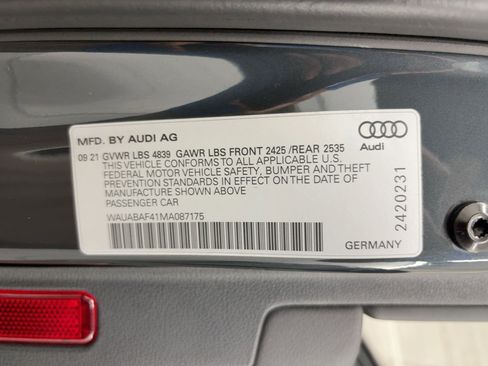 MFD. BY AUDI AG
09 21 GVWR LBS 4839 GAWR LBS FRONT 2425 /REAR 2535
THIS VEHICLE CONFORMS TO ALL APPLICABLE U.S.
FEDERAL MOTOR VEHICLE SAFETY, BUMPER AND THEFT
PREVENTION STANDARDS IN EFFECT ON THE DATE OF
MANUFACTURE SHOWN ABOVE
PASSENGER CAR
WAUABAF41MA087175
Audi
2420231
GERMANY